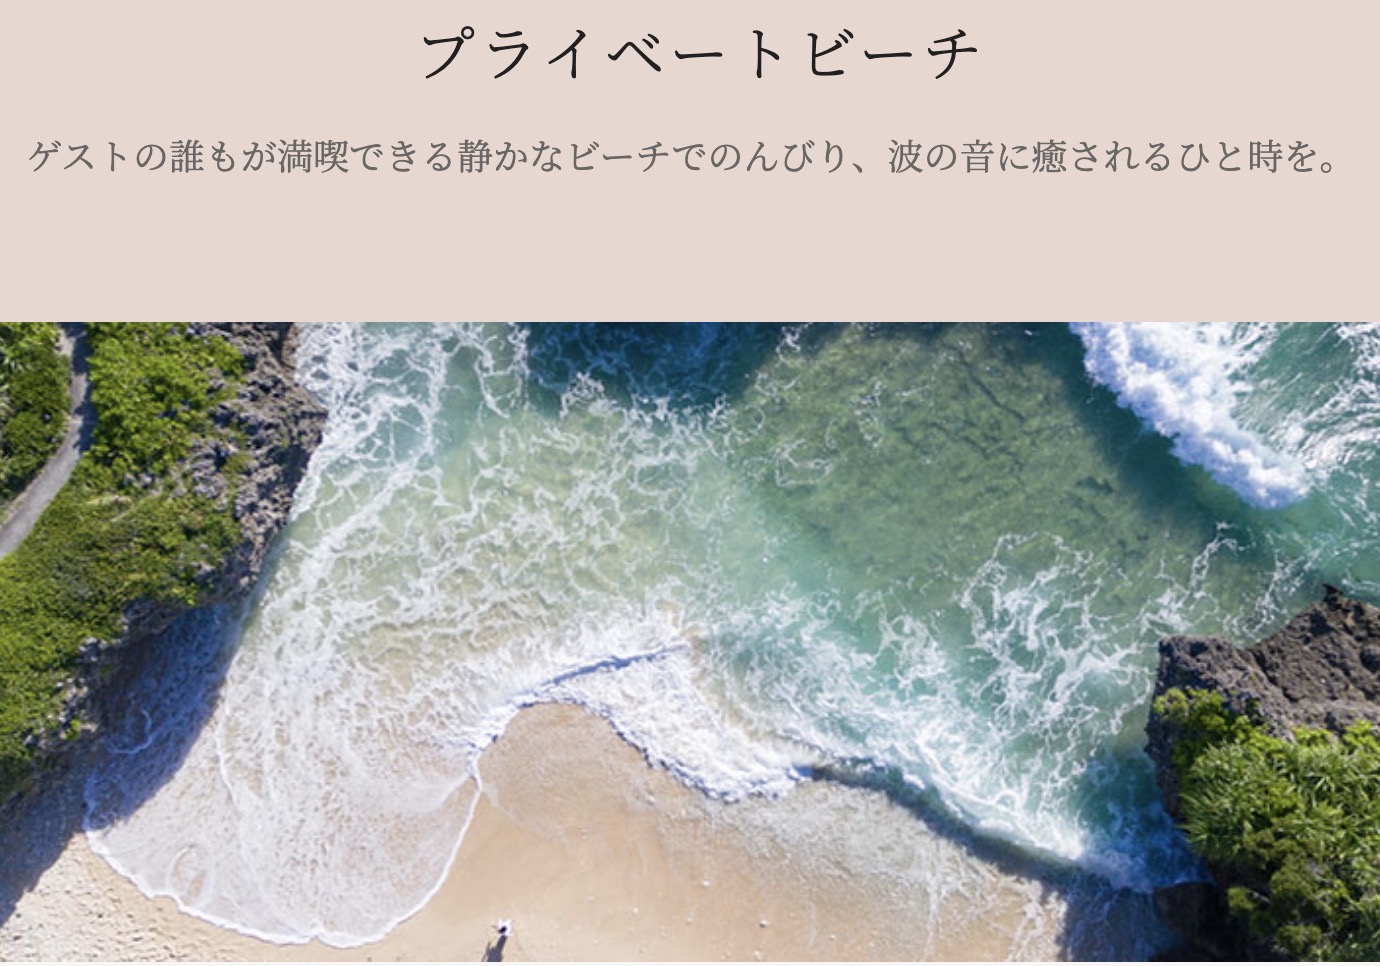 プライベートビーチ
ゲストの誰もが満喫できる静かなビーチでのんびり、波の音に癒されるひと時を。